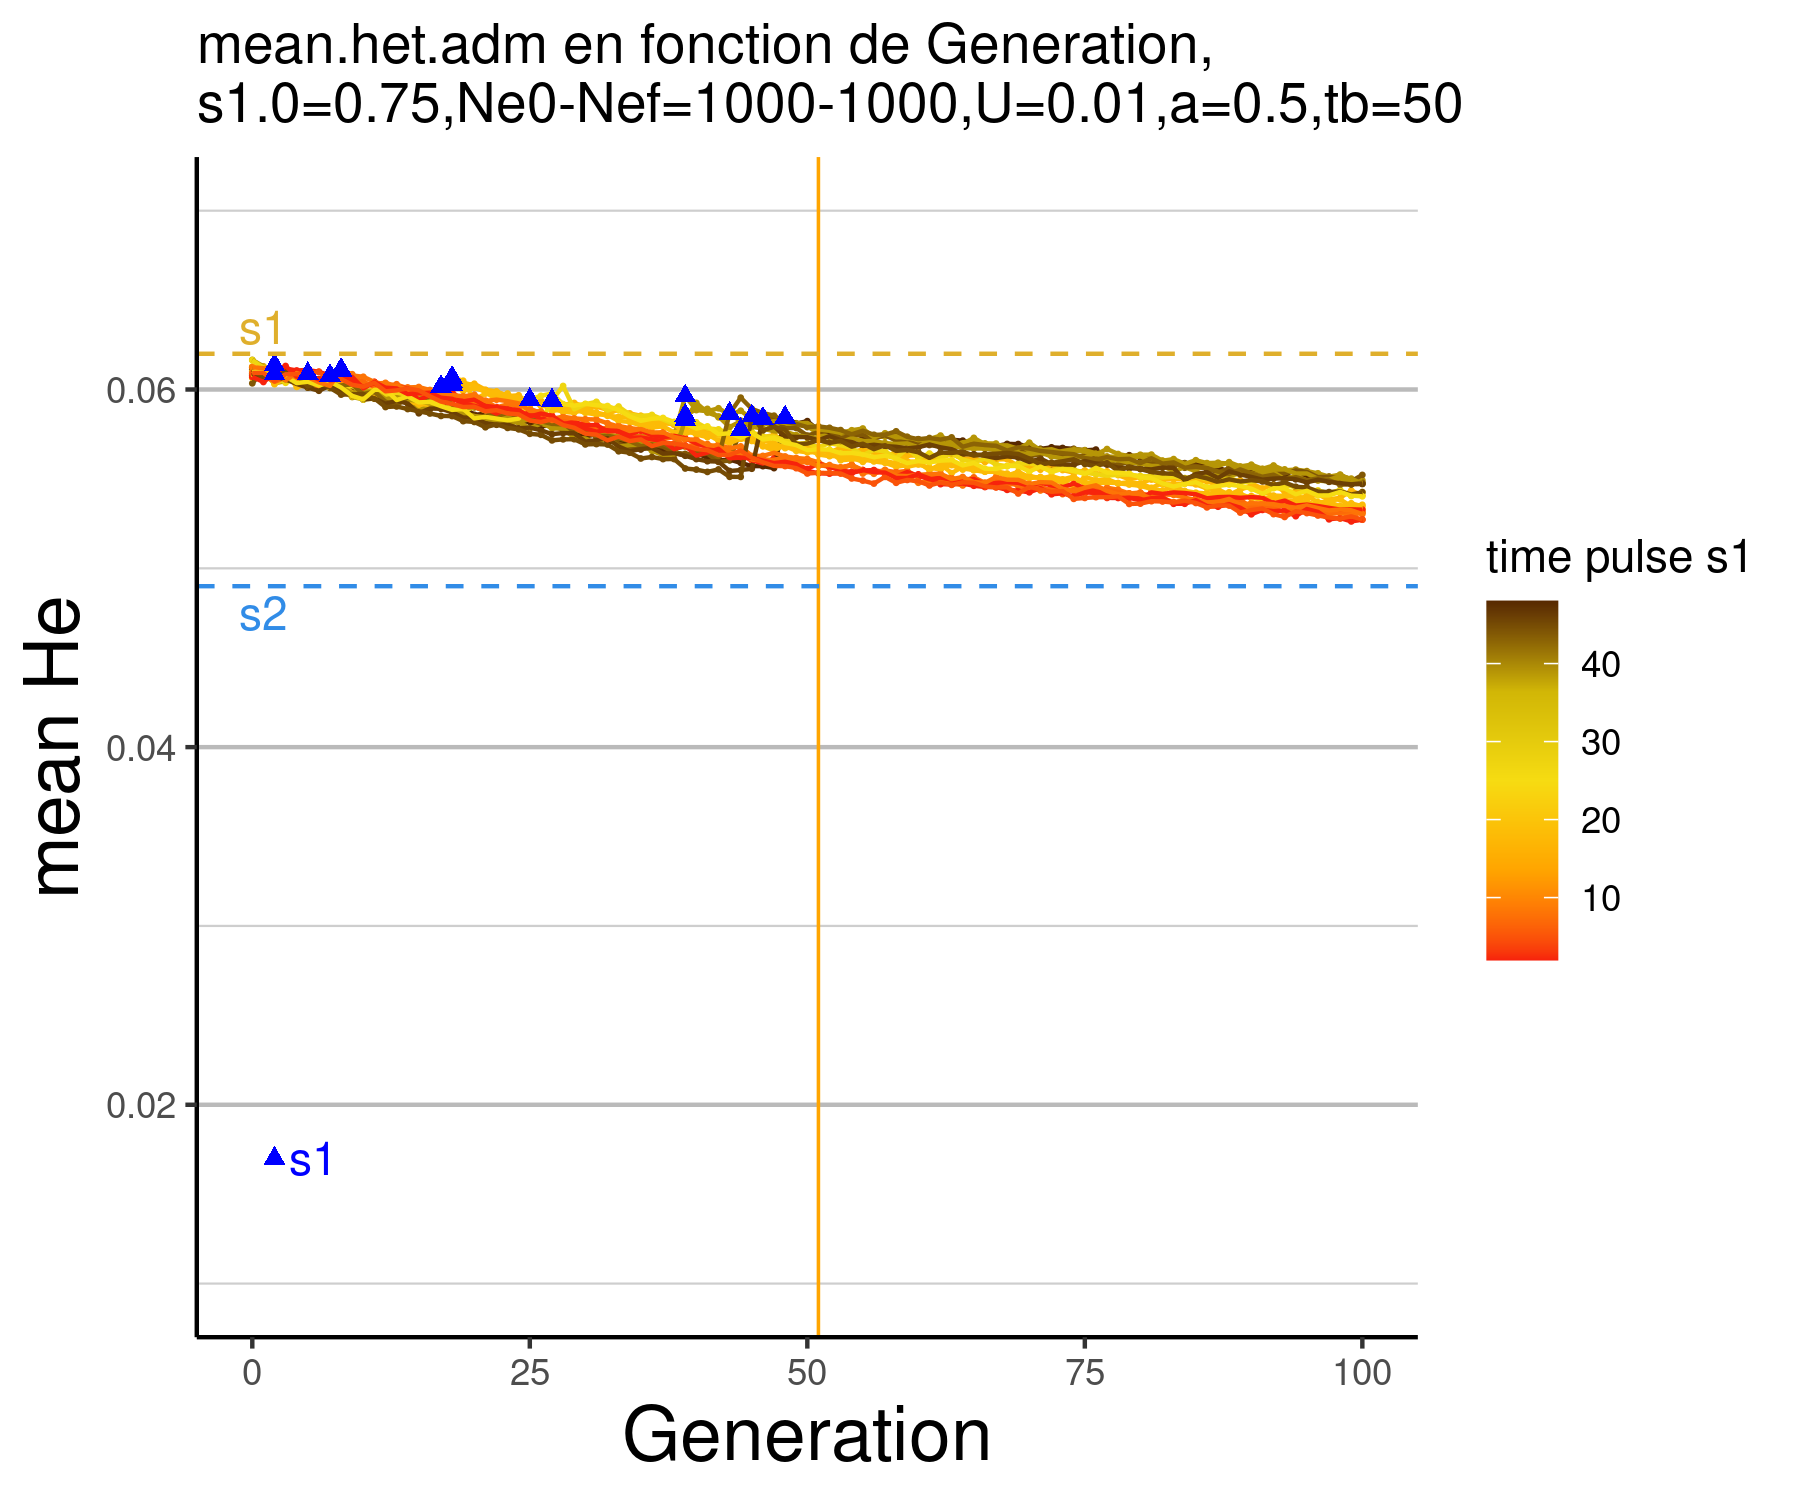 mean.het.adm en fonction de Generation,
s1.0=0.75,Ne0-Nef=1000-1000,U=0.01,a=0.5,tb=50
s1
0.06
s2
mean He
0.04
0.02
s1
0
25
50
75
100
Generation
time pulse s1
40
30
20
10